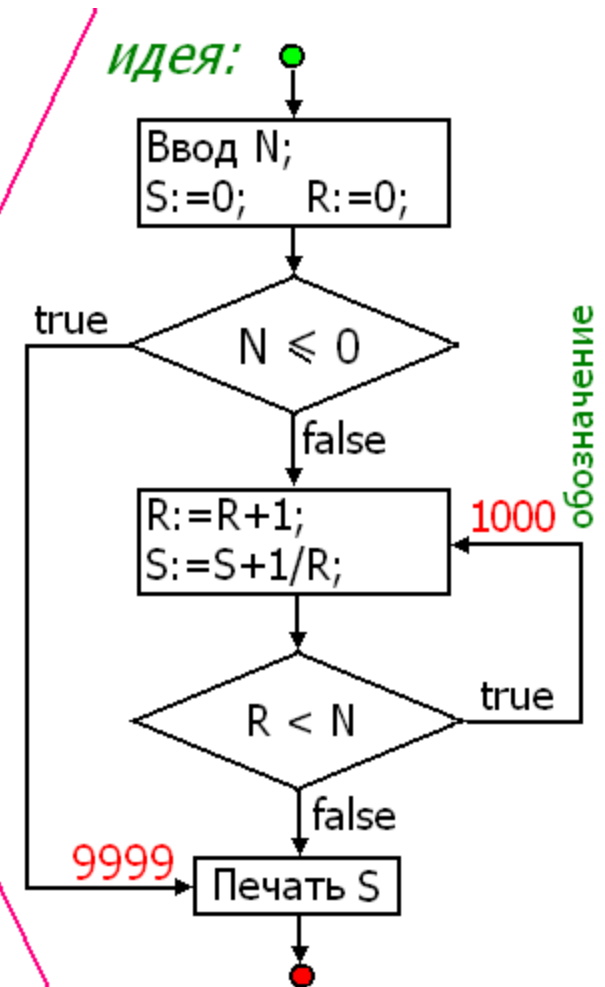 идея:
Ввод N;
S:=0; R:=0;
true
N ⩽ 0
false
обозначение
R:=R+1;
1000
S:=S+1/R;
true
R < N
false
9999
Печать S